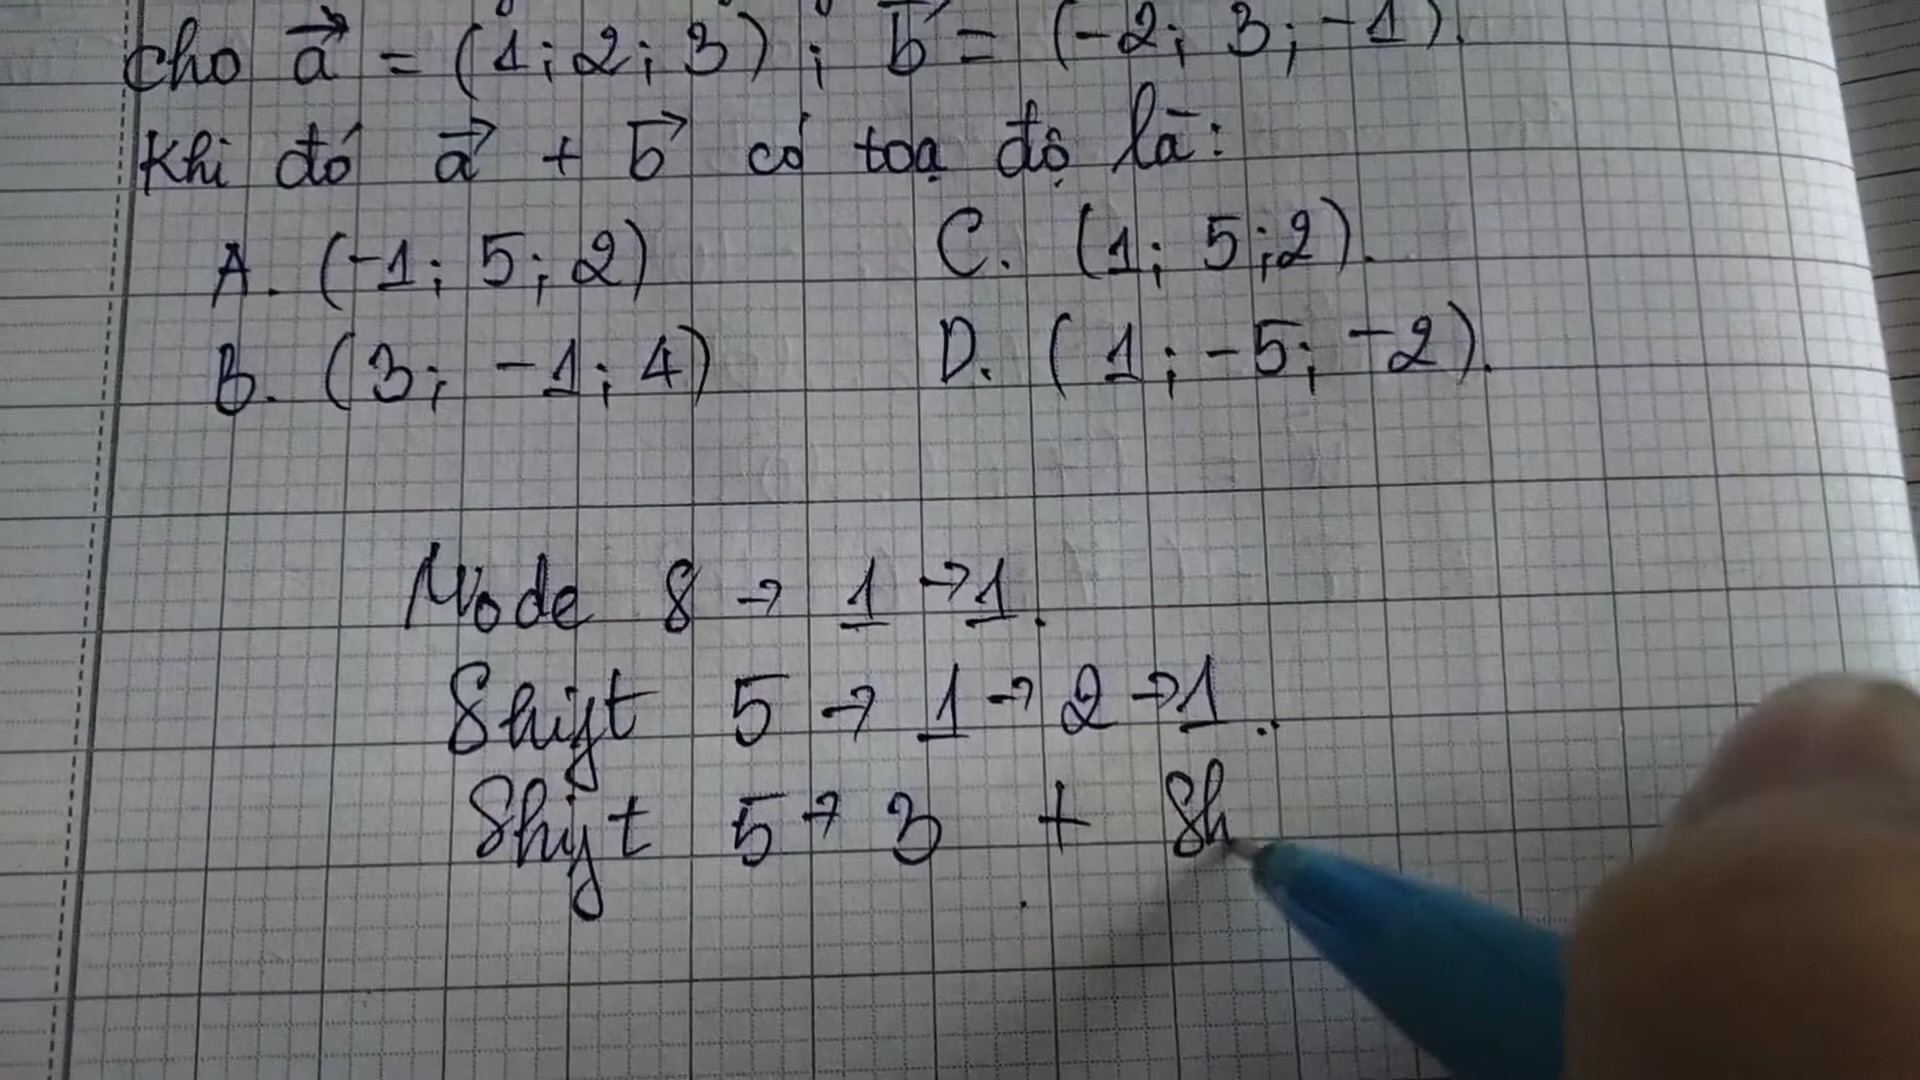 Cho a⃗ = (1; 2; 3); b⃗ = (-2; 3; -1).
Khi đó a⃗ + b⃗ có toạ độ là:
A. (-1; 5; 2) C. (1; 5; 2).
B. (3; -1; 4) D. (1; -5; -2).
Mode 8 → 1 → 1.
Shift 5 → 1 → 2 → 1.
Shift 5 → 3 + Sh